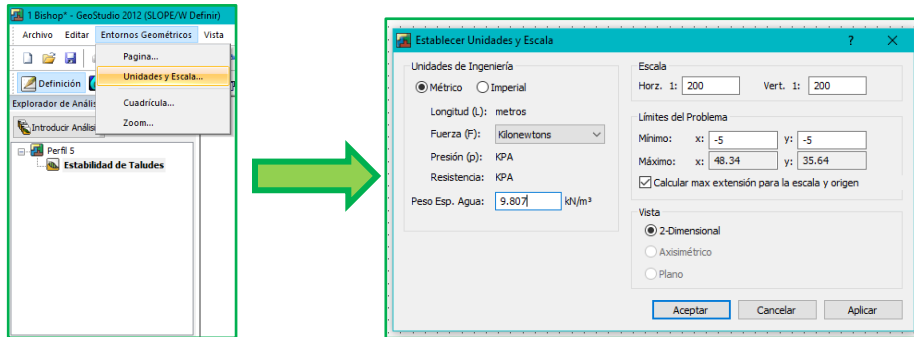 1 Bishop* - GeoStudio 2012 (SLOPE/W Definir)
Archivo Editar Entornos Geométricos Vista
Pagina...
Unidades y Escala...
Cuadrícula...
Zoom...
Definición
Explorador de Anális
Introducir Análisi
Perfil 5
Estabilidad de Taludes
Establecer Unidades y Escala ? X
Unidades de Ingeniería
Métrico Imperial
Longitud (L): metros
Fuerza (F): Kilonewtons
Presión (p): KPA
Resistencia: KPA
Peso Esp. Agua: 9.807 kN/m³
Escala
Horz. 1: 200 Vert. 1: 200
Límites del Problema
Mínimo: x: -5 y: -5
Máximo: x: 48.34 y: 35.64
Calcular max extensión para la escala y origen
Vista
2-Dimensional
Axisimétrico
Plano
Aceptar Cancelar Aplicar